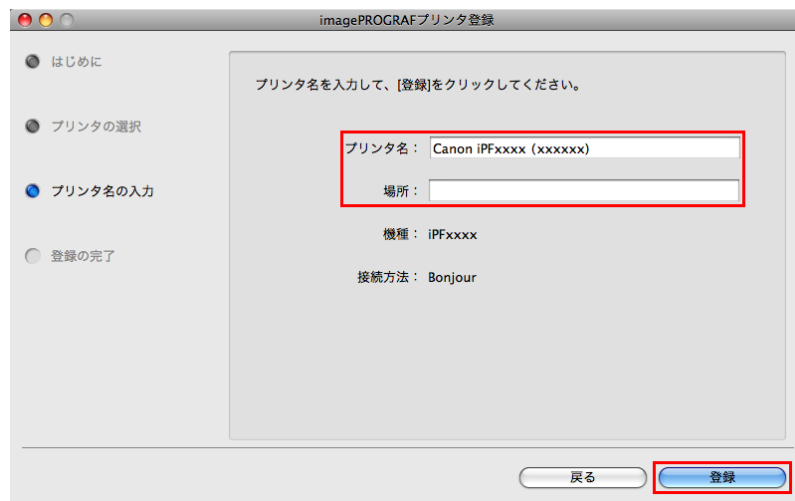 imagePROGRAFプリンタ登録
はじめに
プリンタの選択
プリンタ名の入力
登録の完了
プリンタ名を入力して、[登録]をクリックしてください。
プリンタ名： Canon iPFxxxx (xxxxxx)
場所：
機種： iPFxxxx
接続方法： Bonjour
戻る
登録